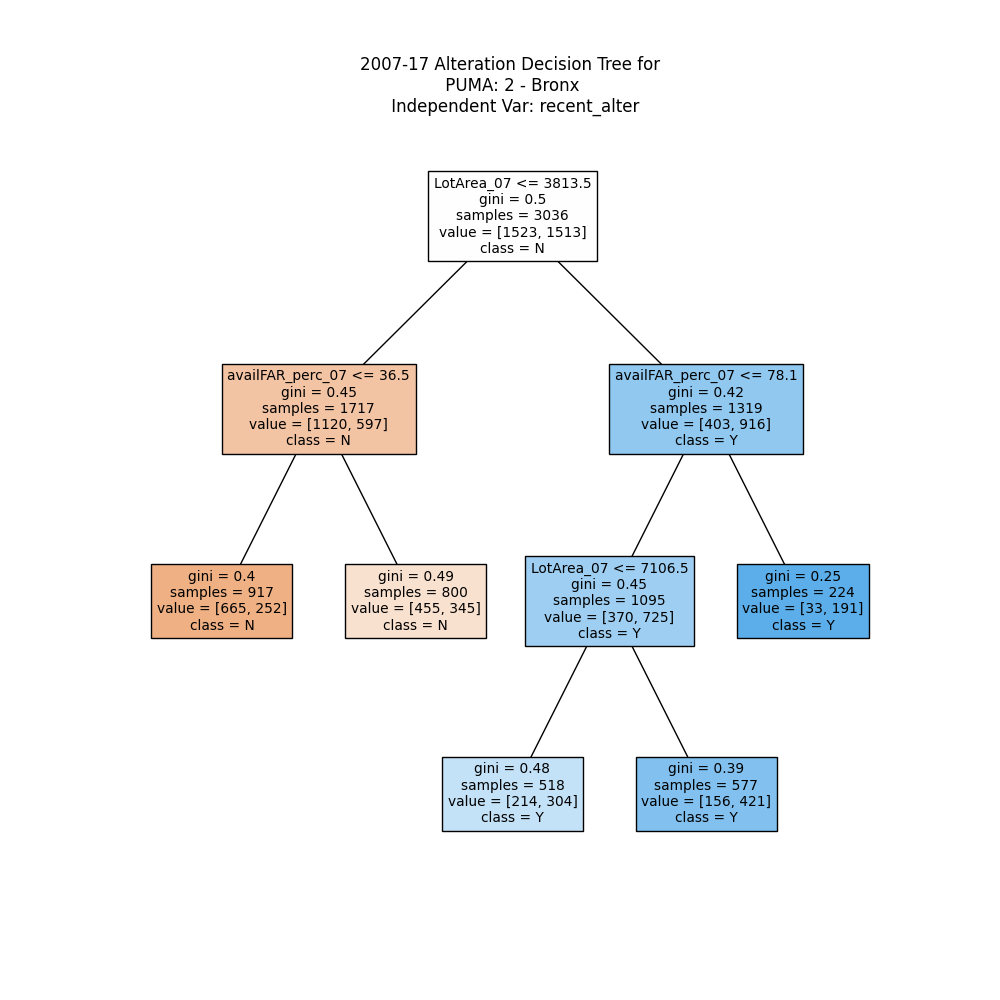 2007-17 Alteration Decision Tree for
PUMA: 2 - Bronx
Independent Var: recent_alter
LotArea_07 <= 3813.5
gini = 0.5
samples = 3036
value = [1523, 1513]
class = N
availFAR_perc_07 <= 36.5
gini = 0.45
samples = 1717
value = [1120, 597]
class = N
availFAR_perc_07 <= 78.1
gini = 0.42
samples = 1319
value = [403, 916]
class = Y
gini = 0.4
samples = 917
value = [665, 252]
class = N
gini = 0.49
samples = 800
value = [455, 345]
class = N
LotArea_07 <= 7106.5
gini = 0.45
samples = 1095
value = [370, 725]
class = Y
gini = 0.25
samples = 224
value = [33, 191]
class = Y
gini = 0.48
samples = 518
value = [214, 304]
class = Y
gini = 0.39
samples = 577
value = [156, 421]
class = Y